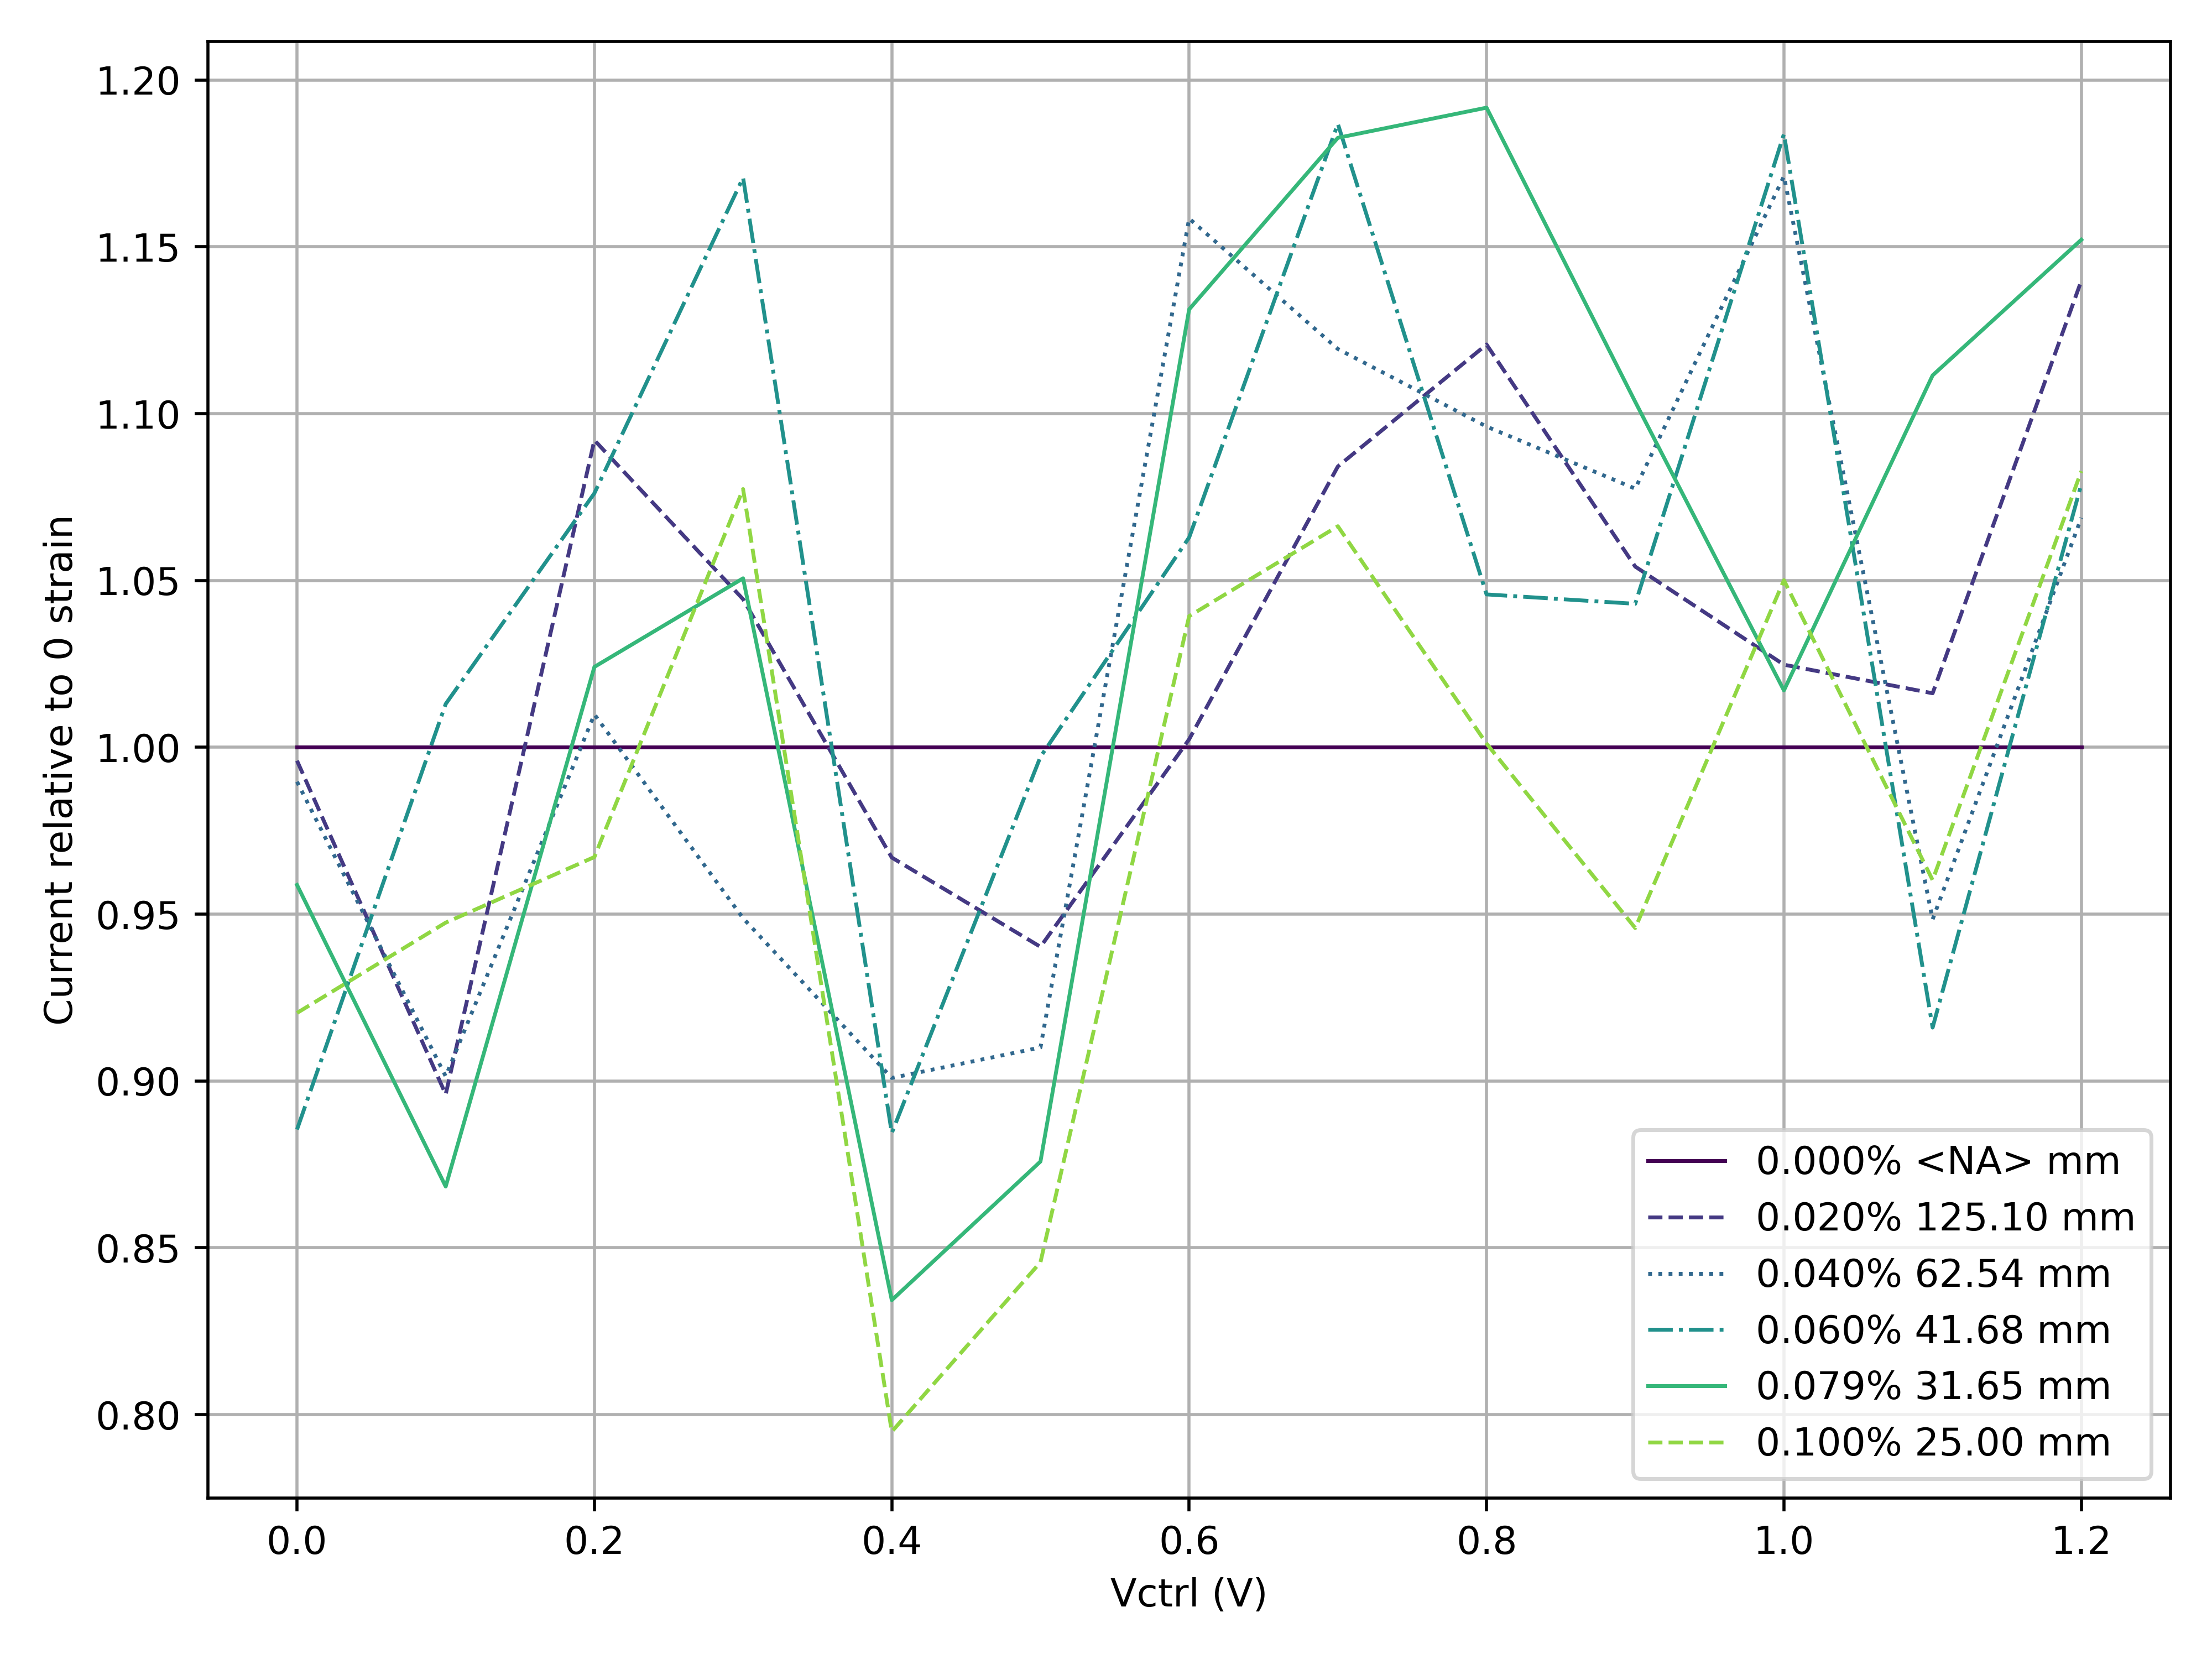 1.20
1.15
1.10
1.05
1.00
0.95
0.90
0.85
0.80
Current relative to 0 strain
0.000% <NA> mm
0.020% 125.10 mm
0.040% 62.54 mm
0.060% 41.68 mm
0.079% 31.65 mm
0.100% 25.00 mm
0.0 0.2 0.4 0.6 0.8 1.0 1.2
Vctrl (V)